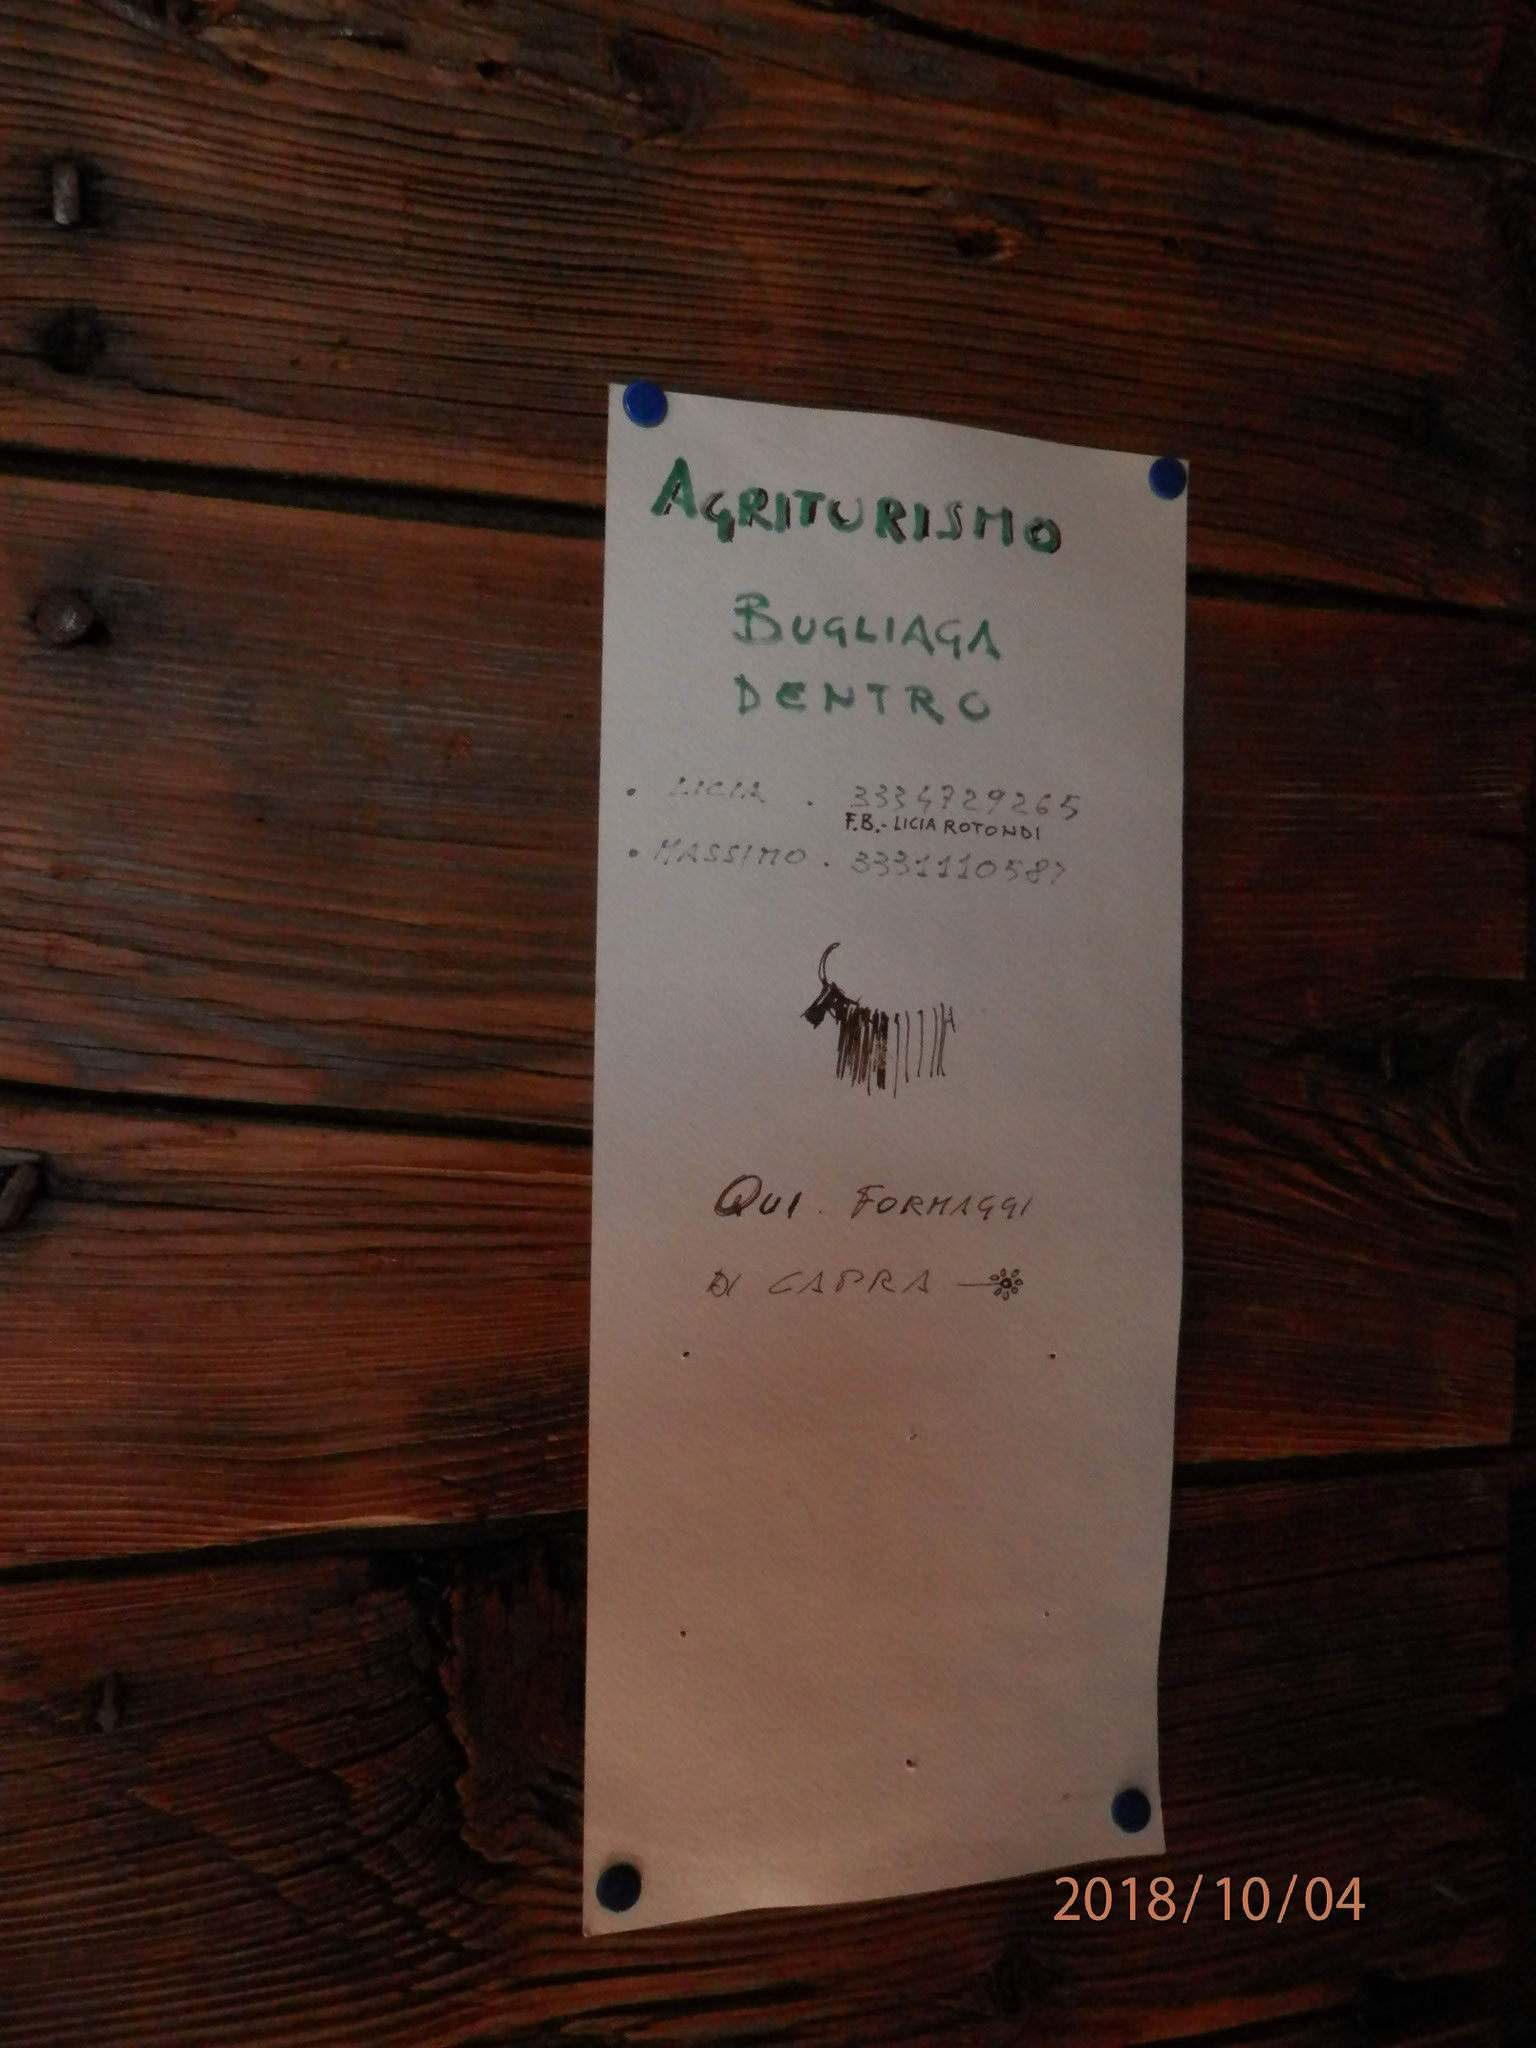 AGRITURISMO
BUGLIAGA
DENTRO
• LICIA . 3334729265
F.B.- LICIA ROTONDI
• MASSIMO . 3331110587
QUI . FORMAGGI
DI CAPRA
2018/10/04